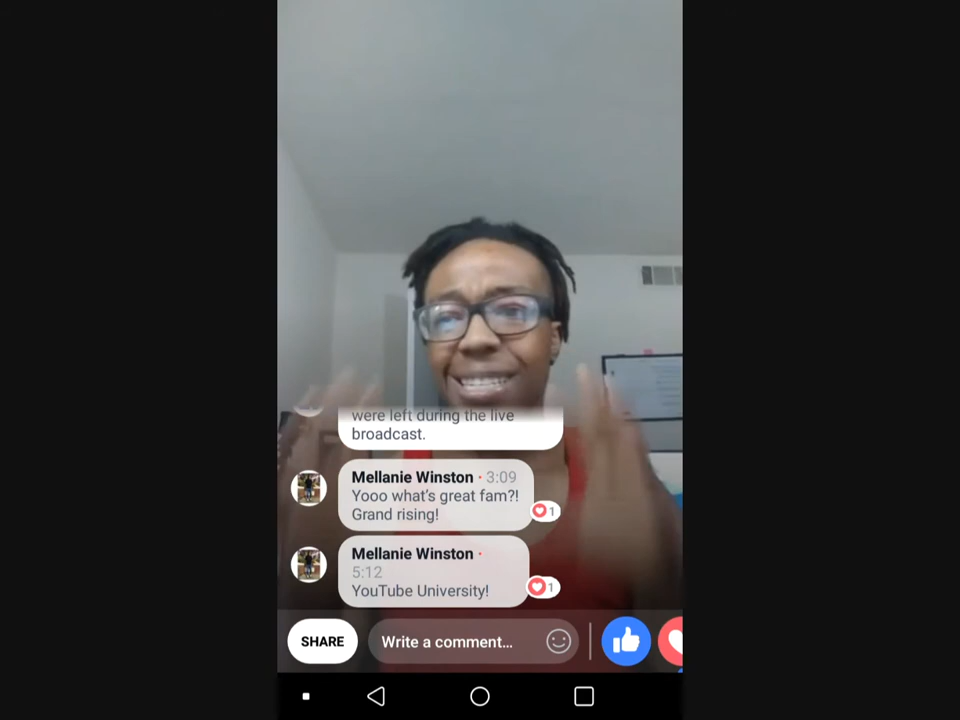 were left during the live
broadcast.
Mellanie Winston · 3:09
Yooo what's great fam?!
Grand rising!
1
Mellanie Winston ·
5:12
YouTube University!
1
SHARE
Write a comment...